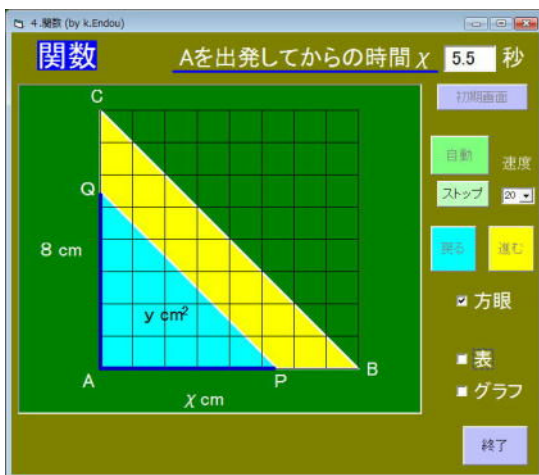 4.関数 (by k.Endou)
関数
Aを出発してからの時間 χ 5.5 秒
初期画面
C
自動
速度
ストップ
20
Q
8 cm
戻る
進む
y cm²
方眼
表
A
P
B
グラフ
χ cm
終了